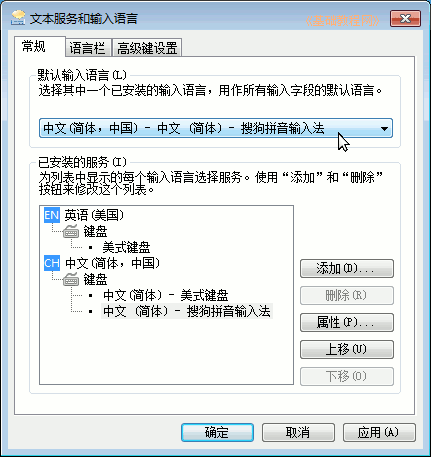 文本服务和输入语言
常规
语言栏
高级键设置
默认输入语言(L)
选择其中一个已安装的输入语言，用作所有输入字段的默认语言。
中文(简体，中国) - 中文 (简体) - 搜狗拼音输入法
已安装的服务(I)
为列表中显示的每个输入语言选择服务。使用“添加”和“删除”
按钮来修改这个列表。
EN 英语(美国)
键盘
• 美式键盘
CH 中文(简体，中国)
键盘
• 中文(简体) - 美式键盘
• 中文 (简体) - 搜狗拼音输入法
添加(D)...
删除(R)
属性(P)...
上移(U)
下移(O)
确定
取消
应用(A)